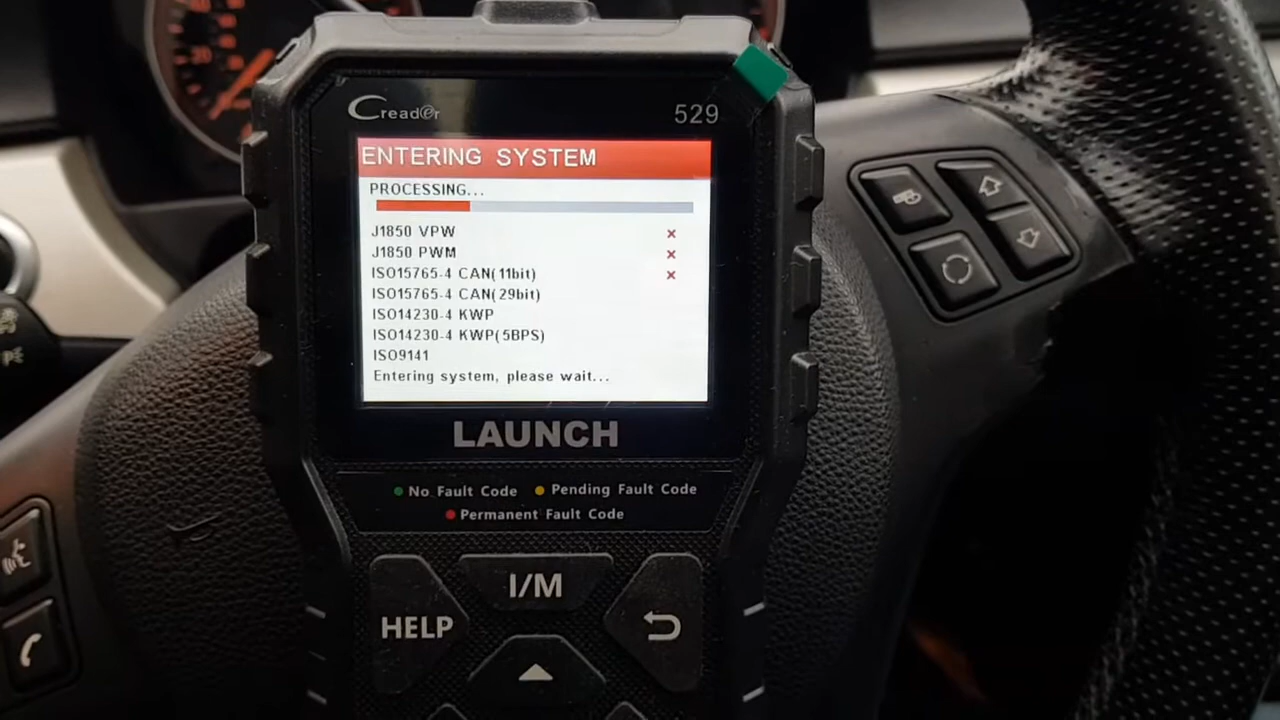 Creader 529
ENTERING SYSTEM
PROCESSING...
J1850 VPW ×
J1850 PWM ×
ISO15765-4 CAN(11bit) ×
ISO15765-4 CAN(29bit)
ISO14230-4 KWP
ISO14230-4 KWP(5BPS)
ISO9141
Entering system, please wait...
LAUNCH
No Fault Code Pending Fault Code
Permanent Fault Code
I/M
HELP